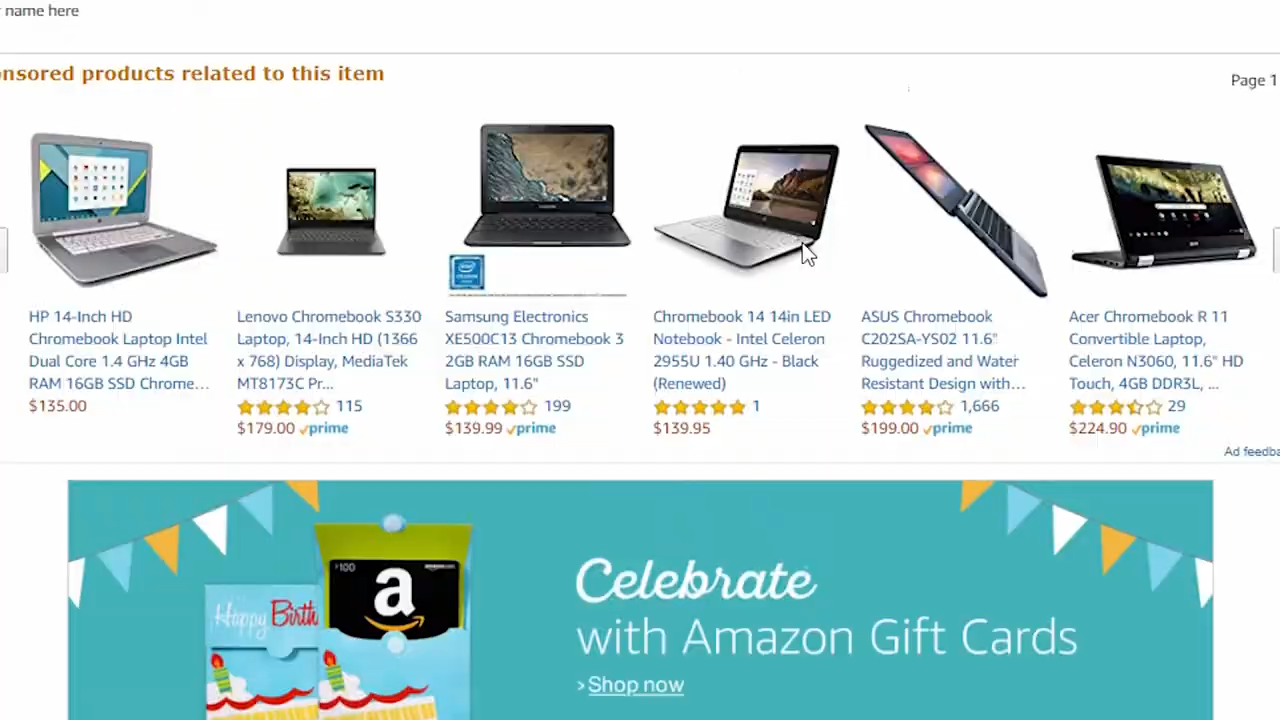 name here
onsored products related to this item
Page 1
HP 14-Inch HD
Chromebook Laptop Intel
Dual Core 1.4 GHz 4GB
RAM 16GB SSD Chrome...
$135.00
Lenovo Chromebook S330
Laptop, 14-Inch HD (1366
x 768) Display, MediaTek
MT8173C Pr...
115
$179.00 prime
Samsung Electronics
XE500C13 Chromebook 3
2GB RAM 16GB SSD
Laptop, 11.6"
199
$139.99 prime
Chromebook 14 14in LED
Notebook - Intel Celeron
2955U 1.40 GHz - Black
(Renewed)
1
$139.95
ASUS Chromebook
C202SA-YS02 11.6"
Ruggedized and Water
Resistant Design with...
1,666
$199.00 prime
Acer Chromebook R 11
Convertible Laptop,
Celeron N3060, 11.6" HD
Touch, 4GB DDR3L, ...
29
$224.90 prime
Ad feedba
$100
a
Happy Birth
Celebrate
with Amazon Gift Cards
› Shop now